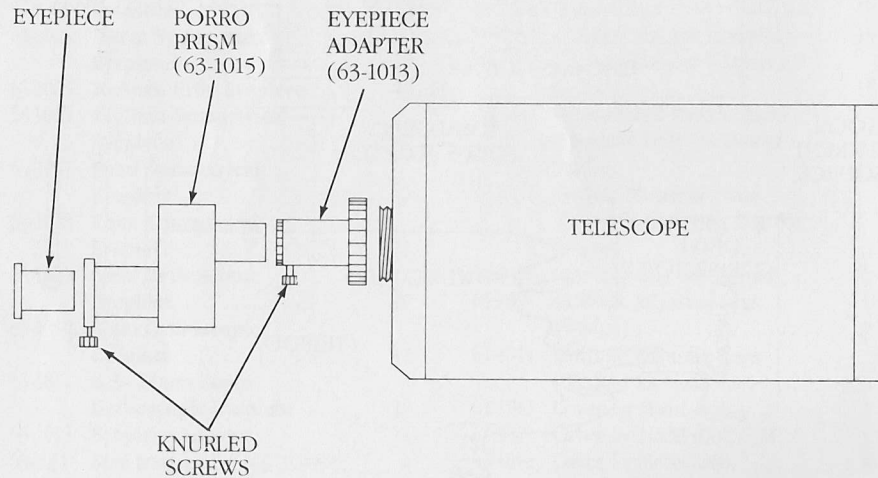 EYEPIECE
PORRO
PRISM
(63-1015)
EYEPIECE
ADAPTER
(63-1013)
TELESCOPE
KNURLED
SCREWS